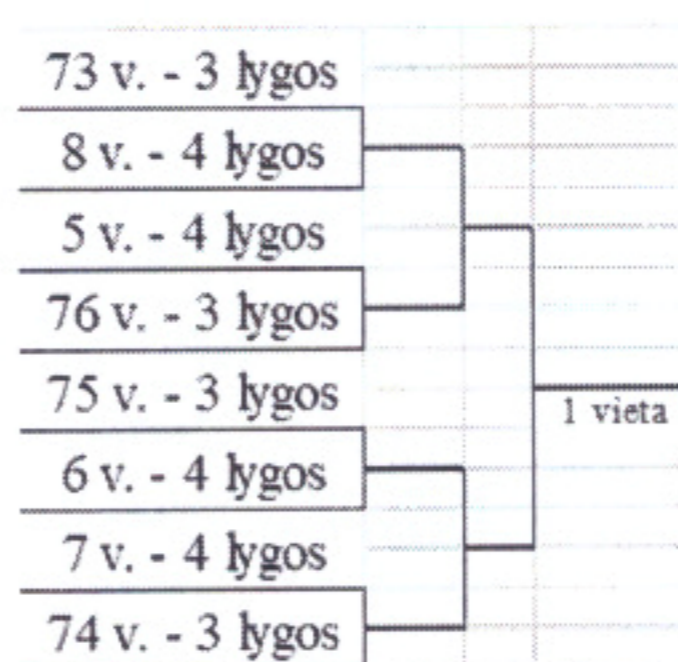 73 v. - 3 lygos
8 v. - 4 lygos
5 v. - 4 lygos
76 v. - 3 lygos
75 v. - 3 lygos
1 vieta
6 v. - 4 lygos
7 v. - 4 lygos
74 v. - 3 lygos